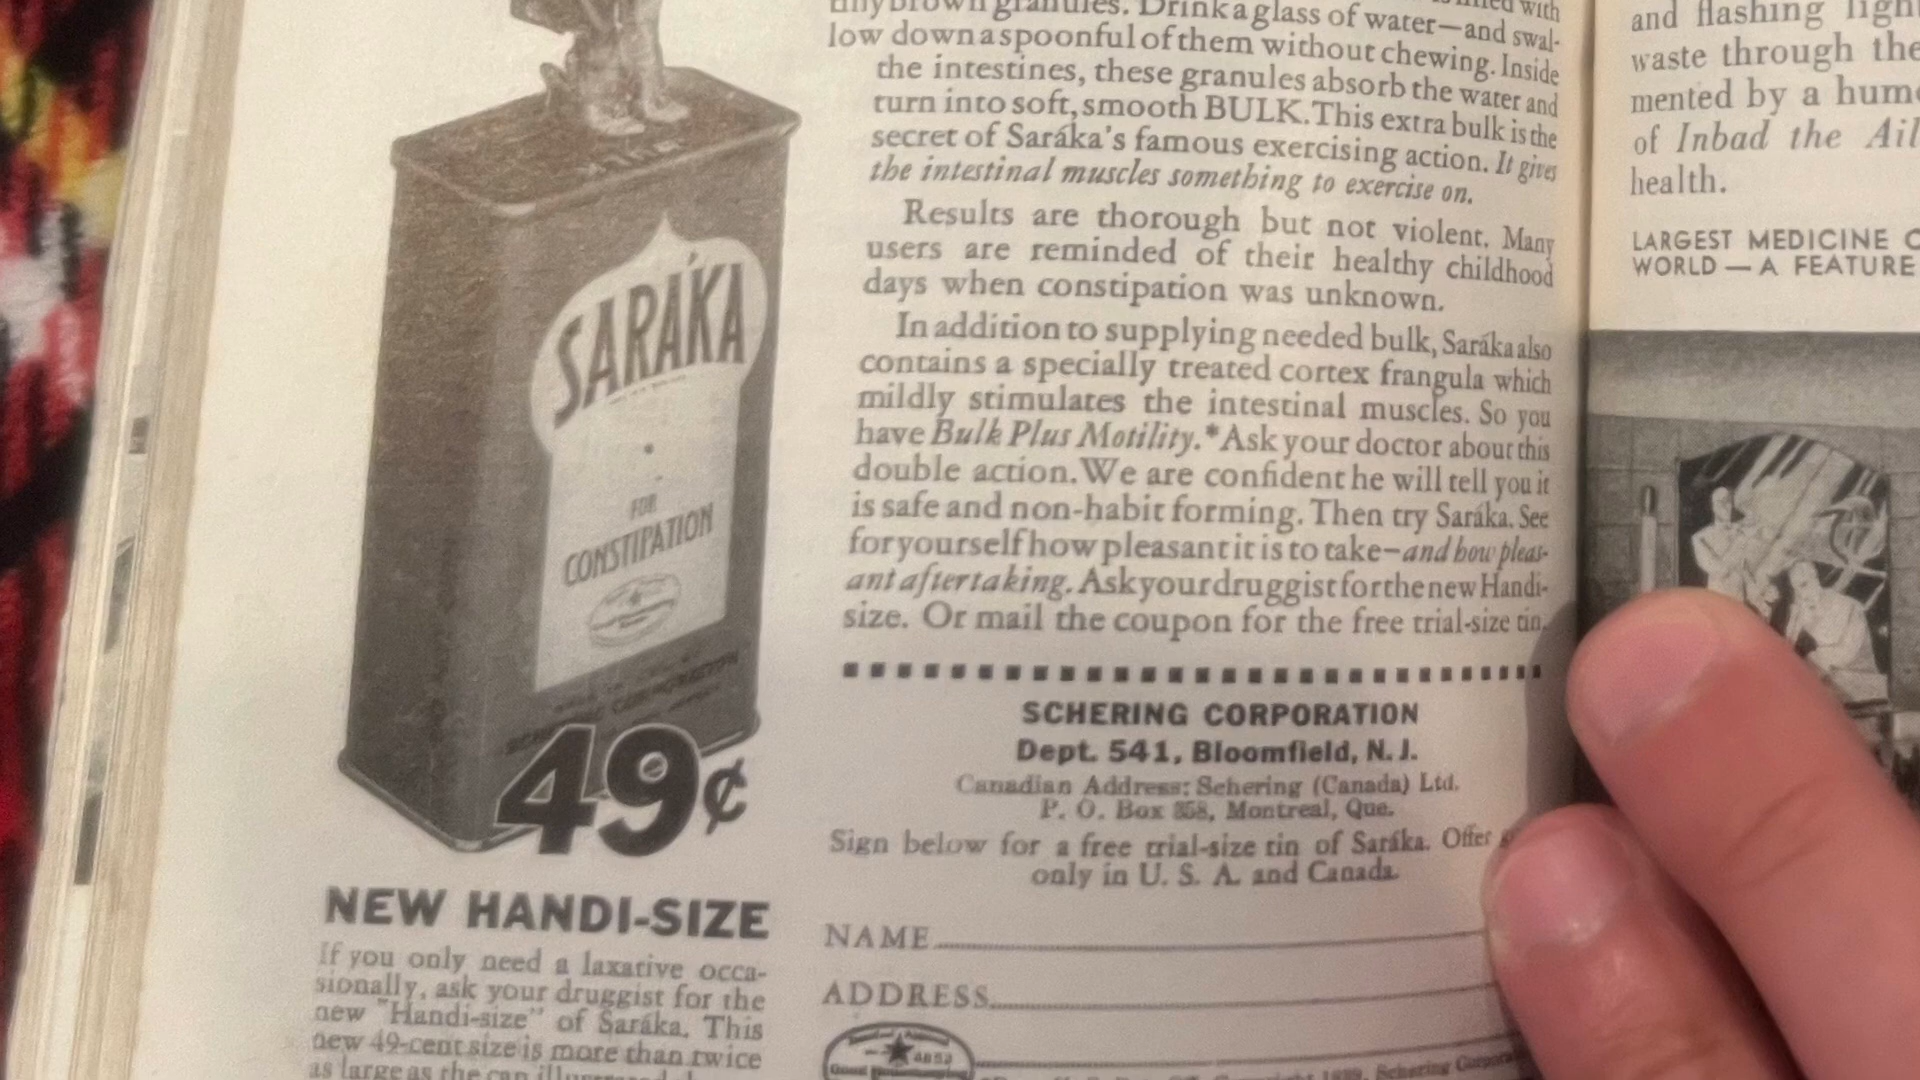 SARÁKA
FOR
CONSTIPATION
49¢
NEW HANDI-SIZE
If you only need a laxative occa-
sionally, ask your druggist for the
new "Handi-size" of Saráka. This
new 49-cent size is more than twice
as large as the can
tiny brown granules. Drink a glass of water—and swal-
low down a spoonful of them without chewing. Inside
the intestines, these granules absorb the water and
turn into soft, smooth BULK. This extra bulk is the
secret of Saráka's famous exercising action. It gives
the intestinal muscles something to exercise on.
Results are thorough but not violent. Many
users are reminded of their healthy childhood
days when constipation was unknown.
In addition to supplying needed bulk, Saráka also
contains a specially treated cortex frangula which
mildly stimulates the intestinal muscles. So you
have Bulk Plus Motility.* Ask your doctor about this
double action. We are confident he will tell you it
is safe and non-habit forming. Then try Saráka. See
for yourself how pleasant it is to take—and how pleas-
ant after taking. Ask your druggist for the new Handi-
size. Or mail the coupon for the free trial-size tin.
SCHERING CORPORATION
Dept. 541, Bloomfield, N. J.
Canadian Address: Schering (Canada) Ltd.
P. O. Box 358, Montreal, Que.
Sign below for a free trial-size tin of Saráka. Offer
only in U. S. A. and Canada.
NAME
ADDRESS
and flashing
waste through the
mented by a
of Inbad the
health.
LARGEST MEDICINE
WORLD — A FEATURE